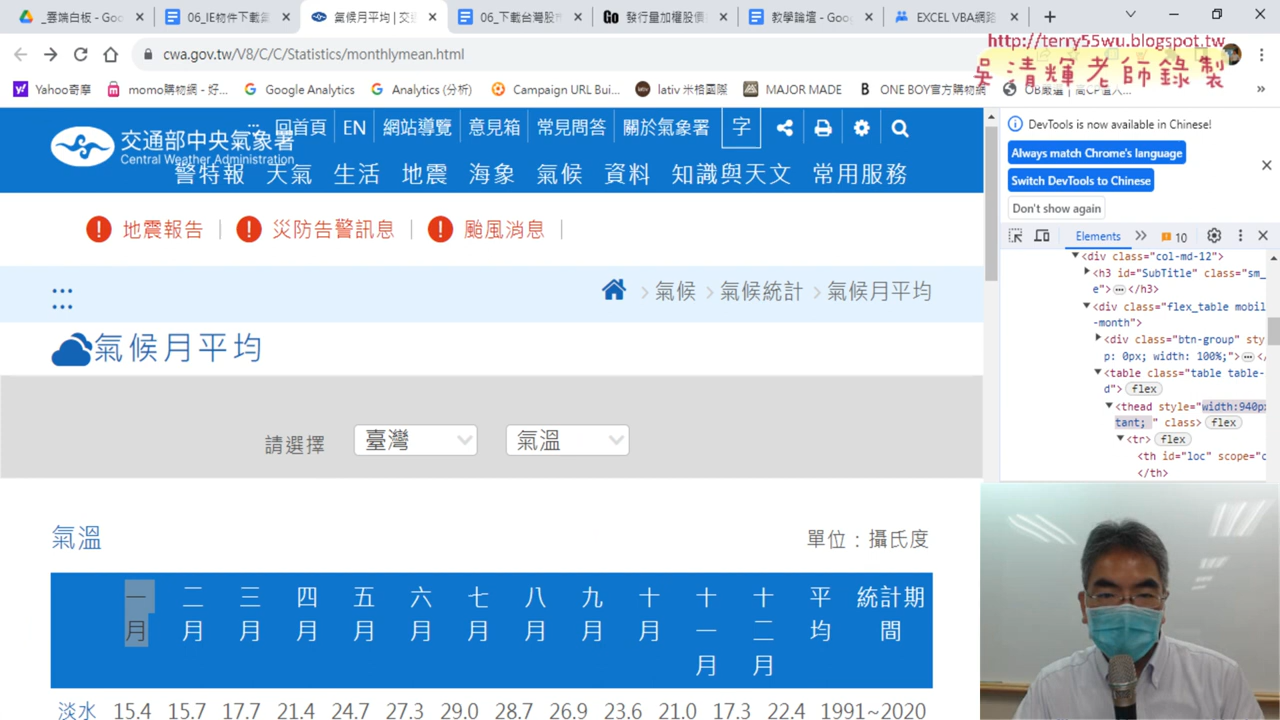 _雲端白板 - Goo
06_IE物件下載氣
氣候月平均 | 交通
06_下載台灣股市
發行量加權股價指
教學論壇 - Goog
EXCEL VBA網路
cwa.gov.tw/V8/C/C/Statistics/monthlymean.html
http://terry55wu.blogspot.tw
吳清輝老師錄製
Yahoo奇摩
momo購物網 - 好...
Google Analytics
Analytics (分析)
Campaign URL Bui...
lativ 米格國際
MAJOR MADE
ONE BOY官方購物網
交通部中央氣象署
Central Weather Administration
回首頁
EN
網站導覽
意見箱
常見問答
關於氣象署
字
警特報
天氣
生活
地震
海象
氣候
資料
知識與天文
常用服務
地震報告
災防告警訊息
颱風消息
氣候
氣候統計
氣候月平均
氣候月平均
請選擇
臺灣
氣溫
氣溫
單位：攝氏度
一月 二月 三月 四月 五月 六月 七月 八月 九月 十月 十一月 十二月 平均 統計期間
淡水 15.4 15.7 17.7 21.4 24.7 27.3 29.0 28.7 26.9 23.6 21.0 17.3 22.4 1991~2020
DevTools is now available in Chinese!
Always match Chrome's language
Switch DevTools to Chinese
Don't show again
Elements
10
<div class="col-md-12">
<h3 id="SubTitle" class="sm_
e">…</h3>
<div class="flex_table mobil
-month">
<div class="btn-group" sty
p: 0px; width: 100%;">…</
<table class="table table-
d"> flex
<thead style="width:940px
tant; " class> flex
<tr> flex
<th id="loc" scope="c
</th>